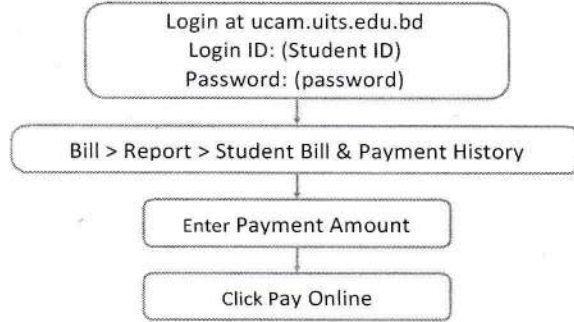 Login at ucam.uits.edu.bd
Login ID: (Student ID)
Password: (password)
Bill > Report > Student Bill & Payment History
Enter Payment Amount
Click Pay Online